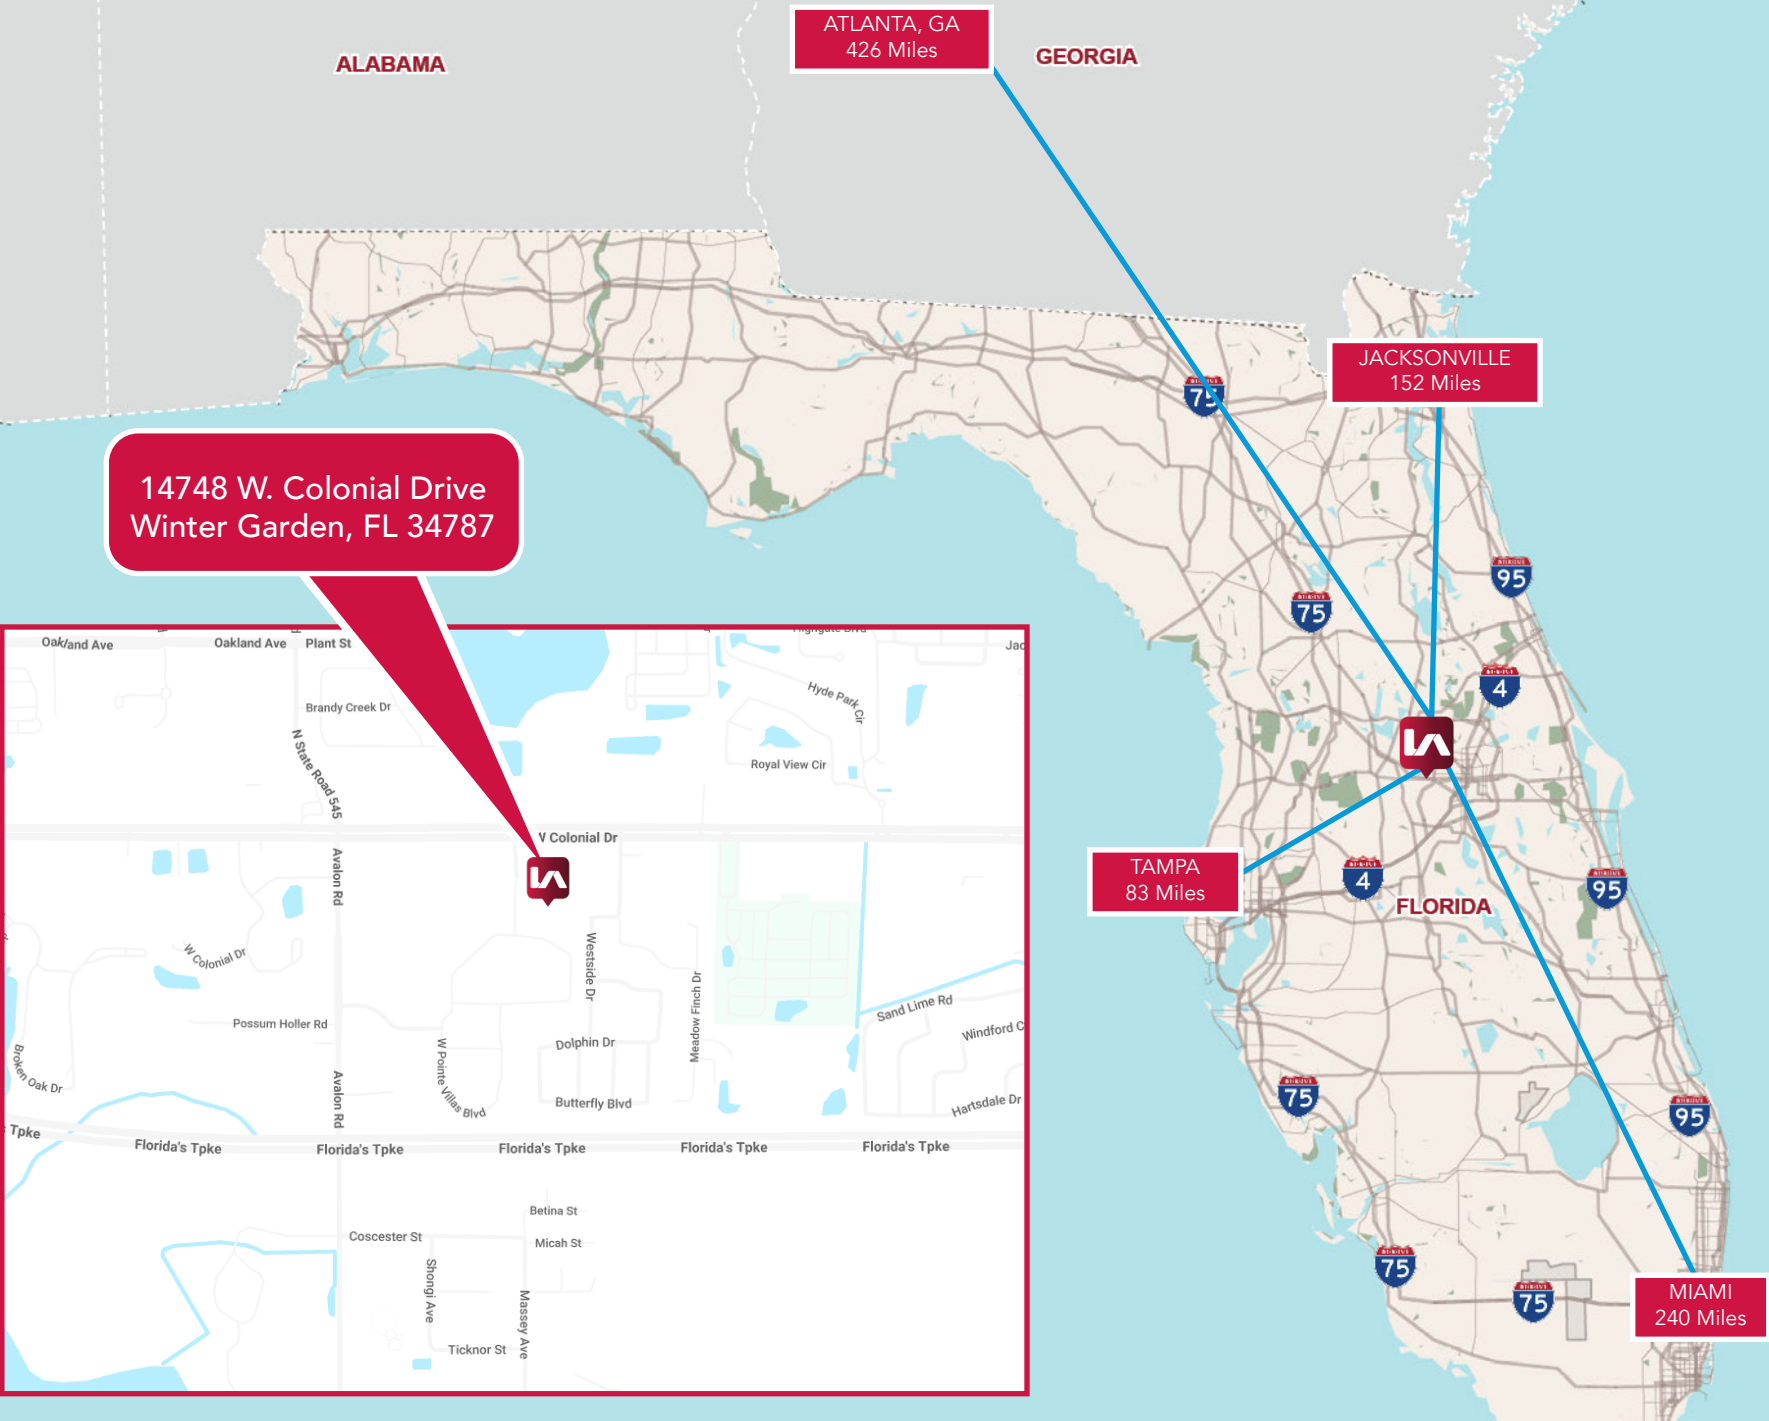 ATLANTA, GA
426 Miles
ALABAMA
GEORGIA
JACKSONVILLE
152 Miles
75
14748 W. Colonial Drive
Winter Garden, FL 34787
95
75
4
TAMPA
83 Miles
4
95
FLORIDA
75
95
75
75
MIAMI
240 Miles
Oakland Ave
Oakland Ave
Plant St
Highgate Blvd
Jac
Brandy Creek Dr
Hyde Park Cir
N State Road 545
Royal View Cir
W Colonial Dr
Avalon Rd
W Colonial Dr
Westside Dr
Meadow Finch Dr
Sand Lime Rd
Possum Holler Rd
Windford C
Dolphin Dr
W Pointe Villas Blvd
Broken Oak Dr
Avalon Rd
Butterfly Blvd
Hartsdale Dr
Tpke
Florida's Tpke
Florida's Tpke
Florida's Tpke
Florida's Tpke
Florida's Tpke
Betina St
Coscester St
Micah St
Shongi Ave
Massey Ave
Ticknor St